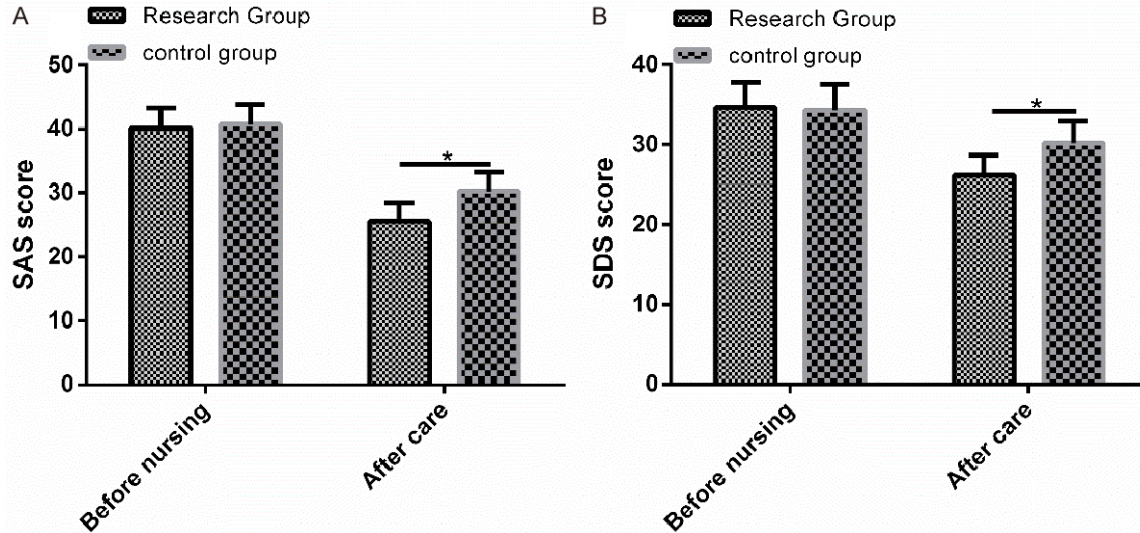 A
Research Group
control group
SAS score
50
40
30
20
10
0
*
Before nursing
After care
B
Research Group
control group
SDS score
40
30
20
10
0
*
Before nursing
After care